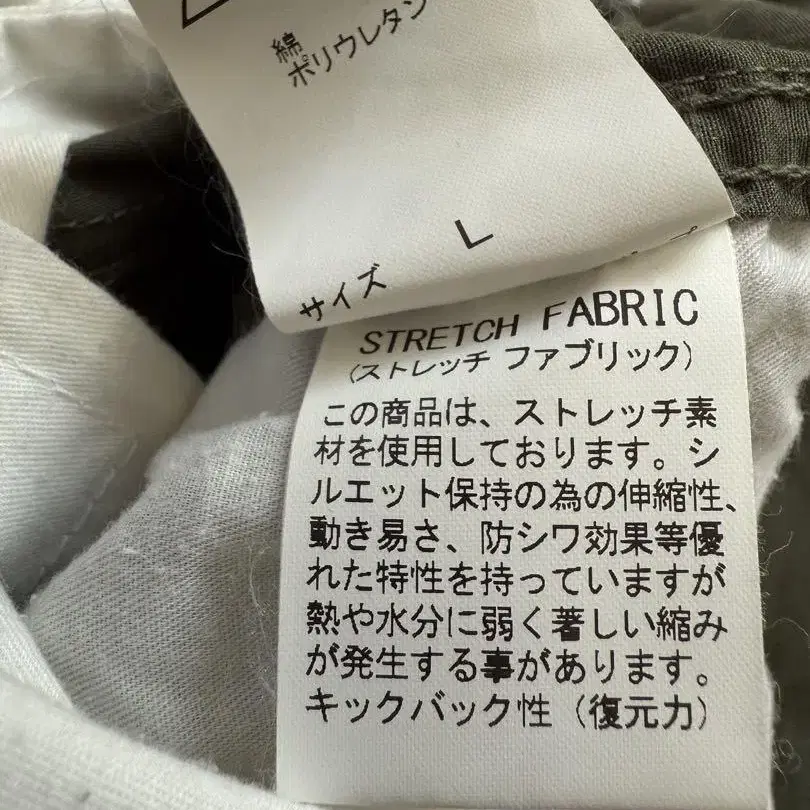 綿
ポリウレタン
サイズ L
STRETCH FABRIC
(ストレッチ ファブリック)
この商品は、ストレッチ素
材を使用しております。シ
ルエット保持の為の伸縮性、
動き易さ、防シワ効果等優
れた特性を持っていますが
熱や水分に弱く著しい縮み
が発生する事があります。
キックバック性（復元力）